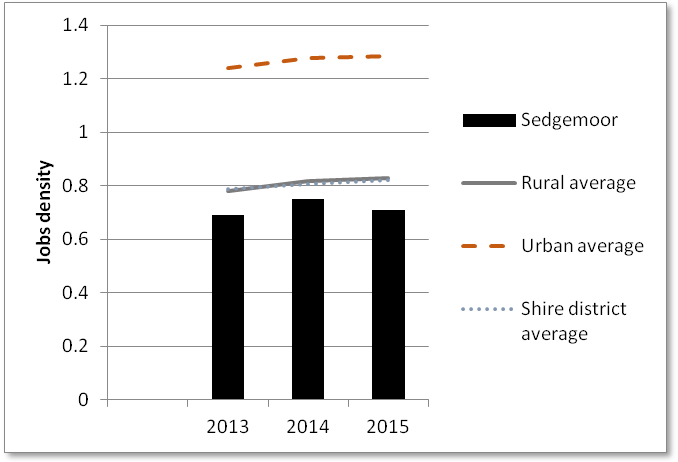 1.4
1.2
1
0.8
0.6
0.4
0.2
0
Jobs density
2013 2014 2015
Sedgemoor
Rural average
Urban average
Shire district
average